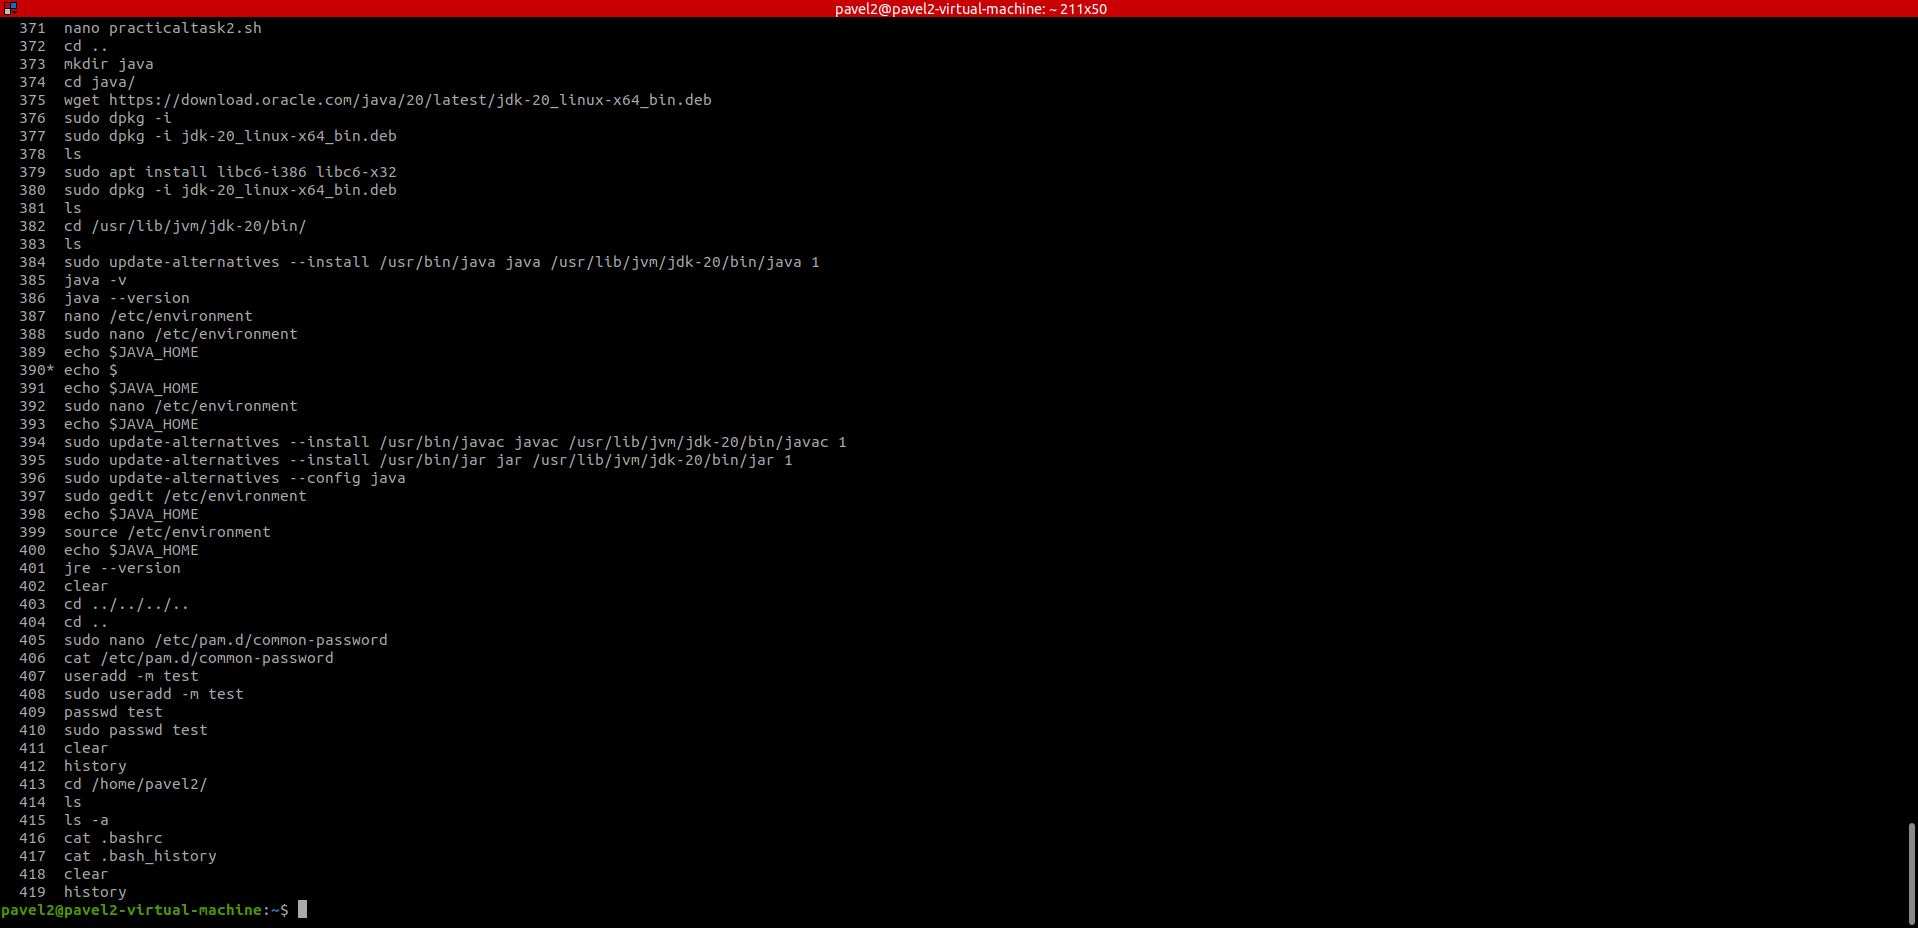 pavel2@pavel2-virtual-machine: ~ 211x50
371 nano practicaltask2.sh
372 cd ..
373 mkdir java
374 cd java/
375 wget https://download.oracle.com/java/20/latest/jdk-20_linux-x64_bin.deb
376 sudo dpkg -i
377 sudo dpkg -i jdk-20_linux-x64_bin.deb
378 ls
379 sudo apt install libc6-i386 libc6-x32
380 sudo dpkg -i jdk-20_linux-x64_bin.deb
381 ls
382 cd /usr/lib/jvm/jdk-20/bin/
383 ls
384 sudo update-alternatives --install /usr/bin/java java /usr/lib/jvm/jdk-20/bin/java 1
385 java -v
386 java --version
387 nano /etc/environment
388 sudo nano /etc/environment
389 echo $JAVA_HOME
390* echo $
391 echo $JAVA_HOME
392 sudo nano /etc/environment
393 echo $JAVA_HOME
394 sudo update-alternatives --install /usr/bin/javac javac /usr/lib/jvm/jdk-20/bin/javac 1
395 sudo update-alternatives --install /usr/bin/jar jar /usr/lib/jvm/jdk-20/bin/jar 1
396 sudo update-alternatives --config java
397 sudo gedit /etc/environment
398 echo $JAVA_HOME
399 source /etc/environment
400 echo $JAVA_HOME
401 jre --version
402 clear
403 cd ../../../..
404 cd ..
405 sudo nano /etc/pam.d/common-password
406 cat /etc/pam.d/common-password
407 useradd -m test
408 sudo useradd -m test
409 passwd test
410 sudo passwd test
411 clear
412 history
413 cd /home/pavel2/
414 ls
415 ls -a
416 cat .bashrc
417 cat .bash_history
418 clear
419 history
pavel2@pavel2-virtual-machine:~$